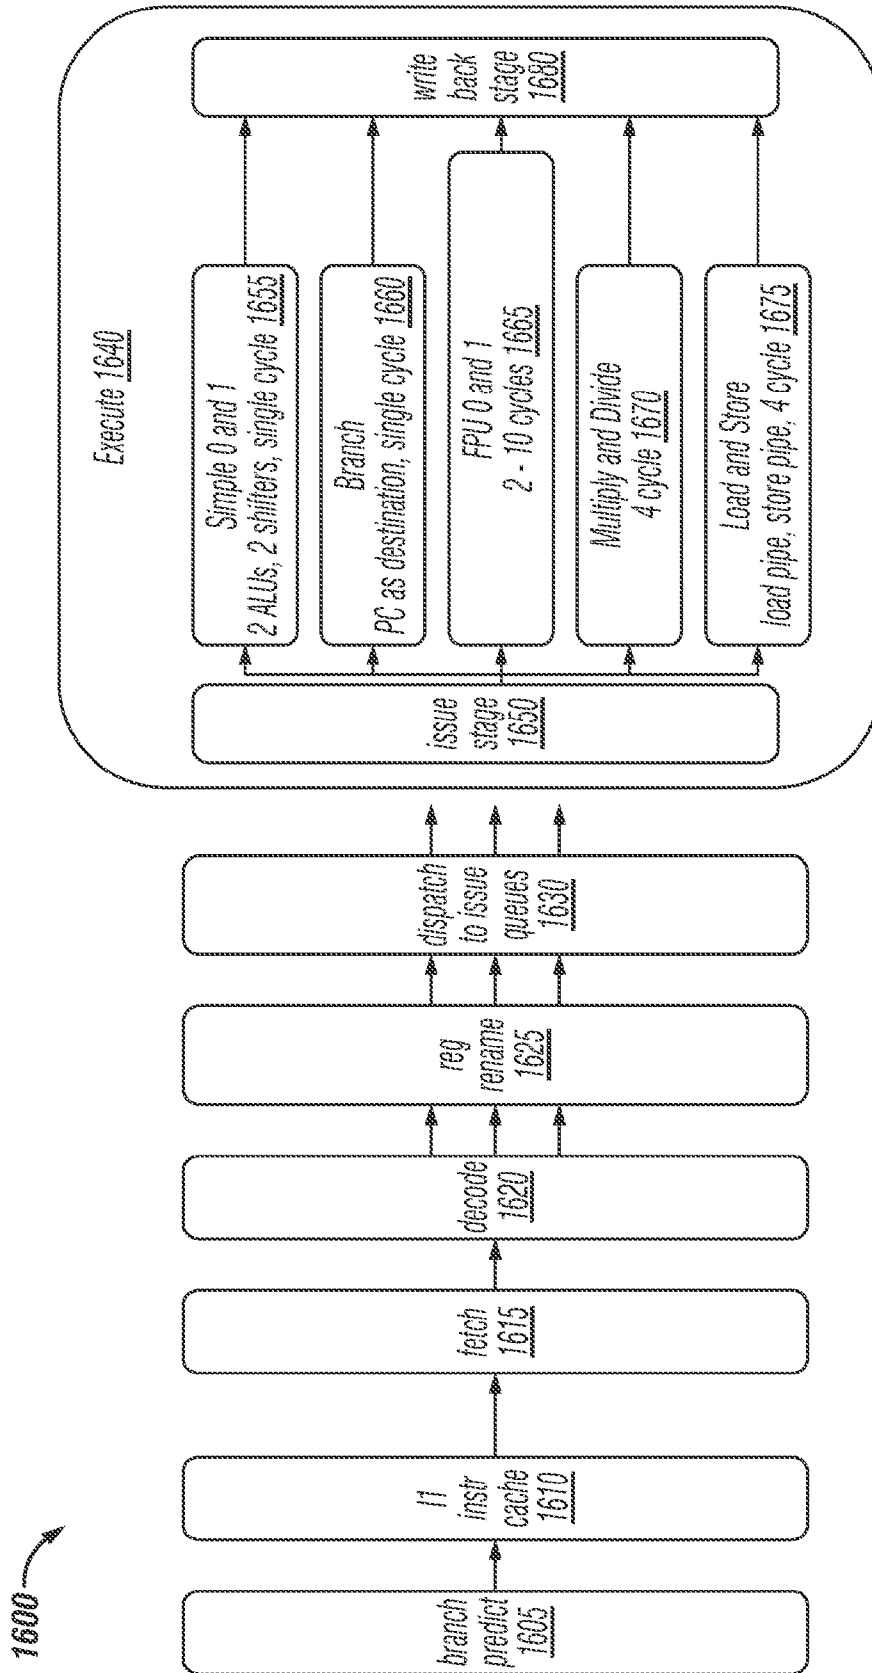 1600
branch
predict
1605
I1
instr
cache
1610
fetch
1615
decode
1620
reg
rename
1625
dispatch
to issue
queues
1630
Execute 1640
issue
stage
1650
Simple 0 and 1
2 ALUs, 2 shifters, single cycle 1655
Branch
PC as destination, single cycle 1660
FPU 0 and 1
2 - 10 cycles 1665
Multiply and Divide
4 cycle 1670
Load and Store
load pipe, store pipe, 4 cycle 1675
write
back
stage
1680